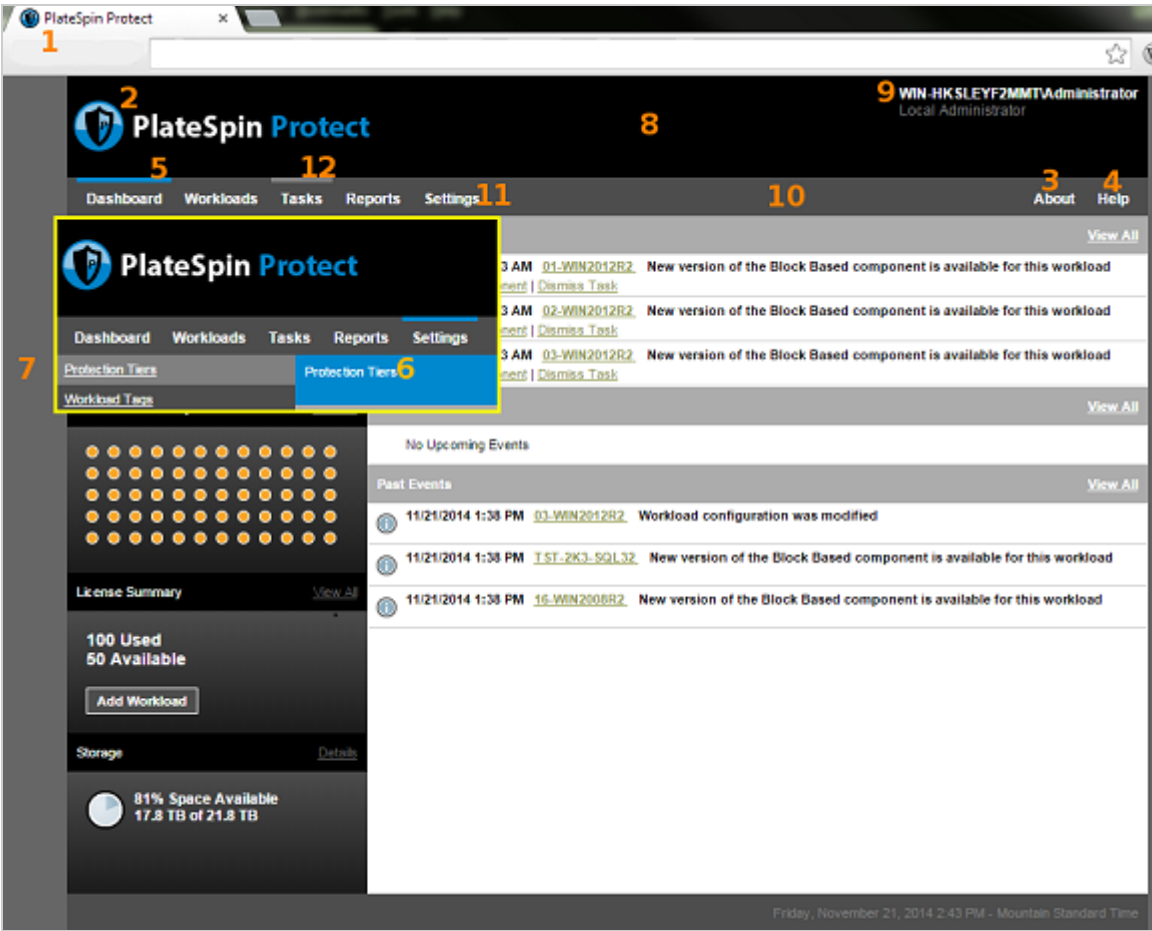 PlateSpin Protect ×
1
2
9 WIN-HKSLEYF2MMT\Administrator
Local Administrator
PlateSpin Protect
8
5 12
3 4
Dashboard Workloads Tasks Reports Settings 11 10 About Help
View All
PlateSpin Protect
3 AM 01-WIN2012R2 New version of the Block Based component is available for this workload
nent | Dismiss Task
3 AM 02-WIN2012R2 New version of the Block Based component is available for this workload
nent | Dismiss Task
Dashboard Workloads Tasks Reports Settings
3 AM 03-WIN2012R2 New version of the Block Based component is available for this workload
nent | Dismiss Task
7
Protection Tiers
Protection Tiers 6
Workload Tags
View All
No Upcoming Events
Past Events View All
11/21/2014 1:38 PM 03-WIN2012R2 Workload configuration was modified
11/21/2014 1:38 PM TST-2K3-SQL32 New version of the Block Based component is available for this workload
11/21/2014 1:38 PM 16-WIN2008R2 New version of the Block Based component is available for this workload
License Summary View All
100 Used
50 Available
Add Workload
Storage Details
81% Space Available
17.8 TB of 21.8 TB
Friday, November 21, 2014 2:43 PM - Mountain Standard Time